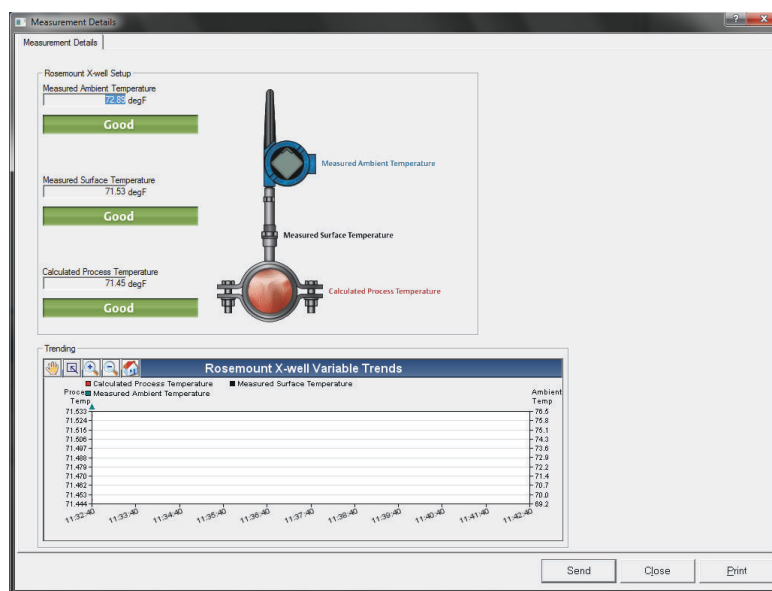 Measurement Details
Measurement Details
Rosemount X-well Setup
Measured Ambient Temperature
72.89 degF
Good
Measured Ambient Temperature
Measured Surface Temperature
71.53 degF
Good
Measured Surface Temperature
Calculated Process Temperature
71.45 degF
Calculated Process Temperature
Good
Trending
Rosemount X-well Variable Trends
Calculated Process Temperature
Measured Surface Temperature
Measured Ambient Temperature
Proces
Temp
Ambient
Temp
71.533
71.524
71.515
71.506
71.497
71.488
71.479
71.470
71.462
71.453
71.444
76.5
75.8
75.1
74.3
73.6
72.9
72.2
71.4
70.7
70.0
69.2
11:32:40
11:33:40
11:34:40
11:35:40
11:36:40
11:37:40
11:38:40
11:39:40
11:40:40
11:41:40
11:42:40
Send
Close
Print